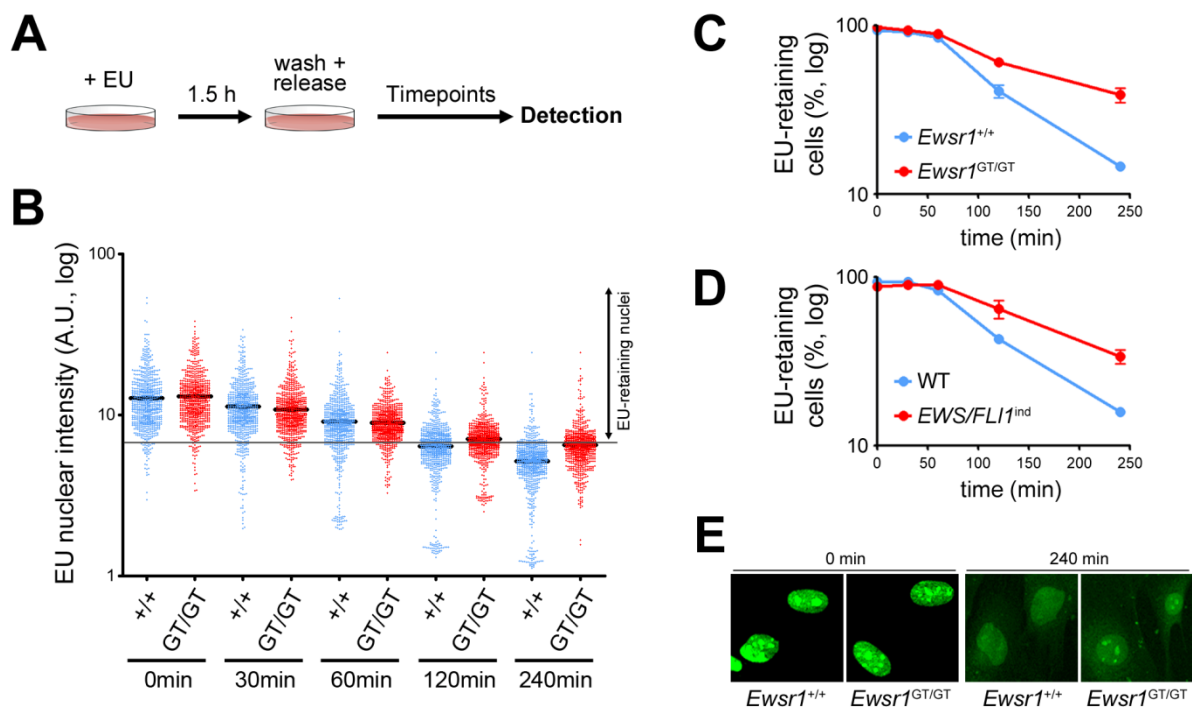 A
+ EU
1.5 h
wash +
release
Timepoints
Detection
B
EU nuclear intensity (A.U., log)
100
10
1
EU-retaining nuclei
+/+
GT/GT
+/+
GT/GT
+/+
GT/GT
+/+
GT/GT
+/+
GT/GT
0min
30min
60min
120min
240min
C
EU-retaining
cells (%, log)
100
10
Ewsr1+/+
Ewsr1GT/GT
0 50 100 150 200 250
time (min)
D
EU-retaining
cells (%, log)
100
10
WT
EWS/FLI1ind
0 50 100 150 200 250
time (min)
E
0 min
240 min
Ewsr1+/+
Ewsr1GT/GT
Ewsr1+/+
Ewsr1GT/GT